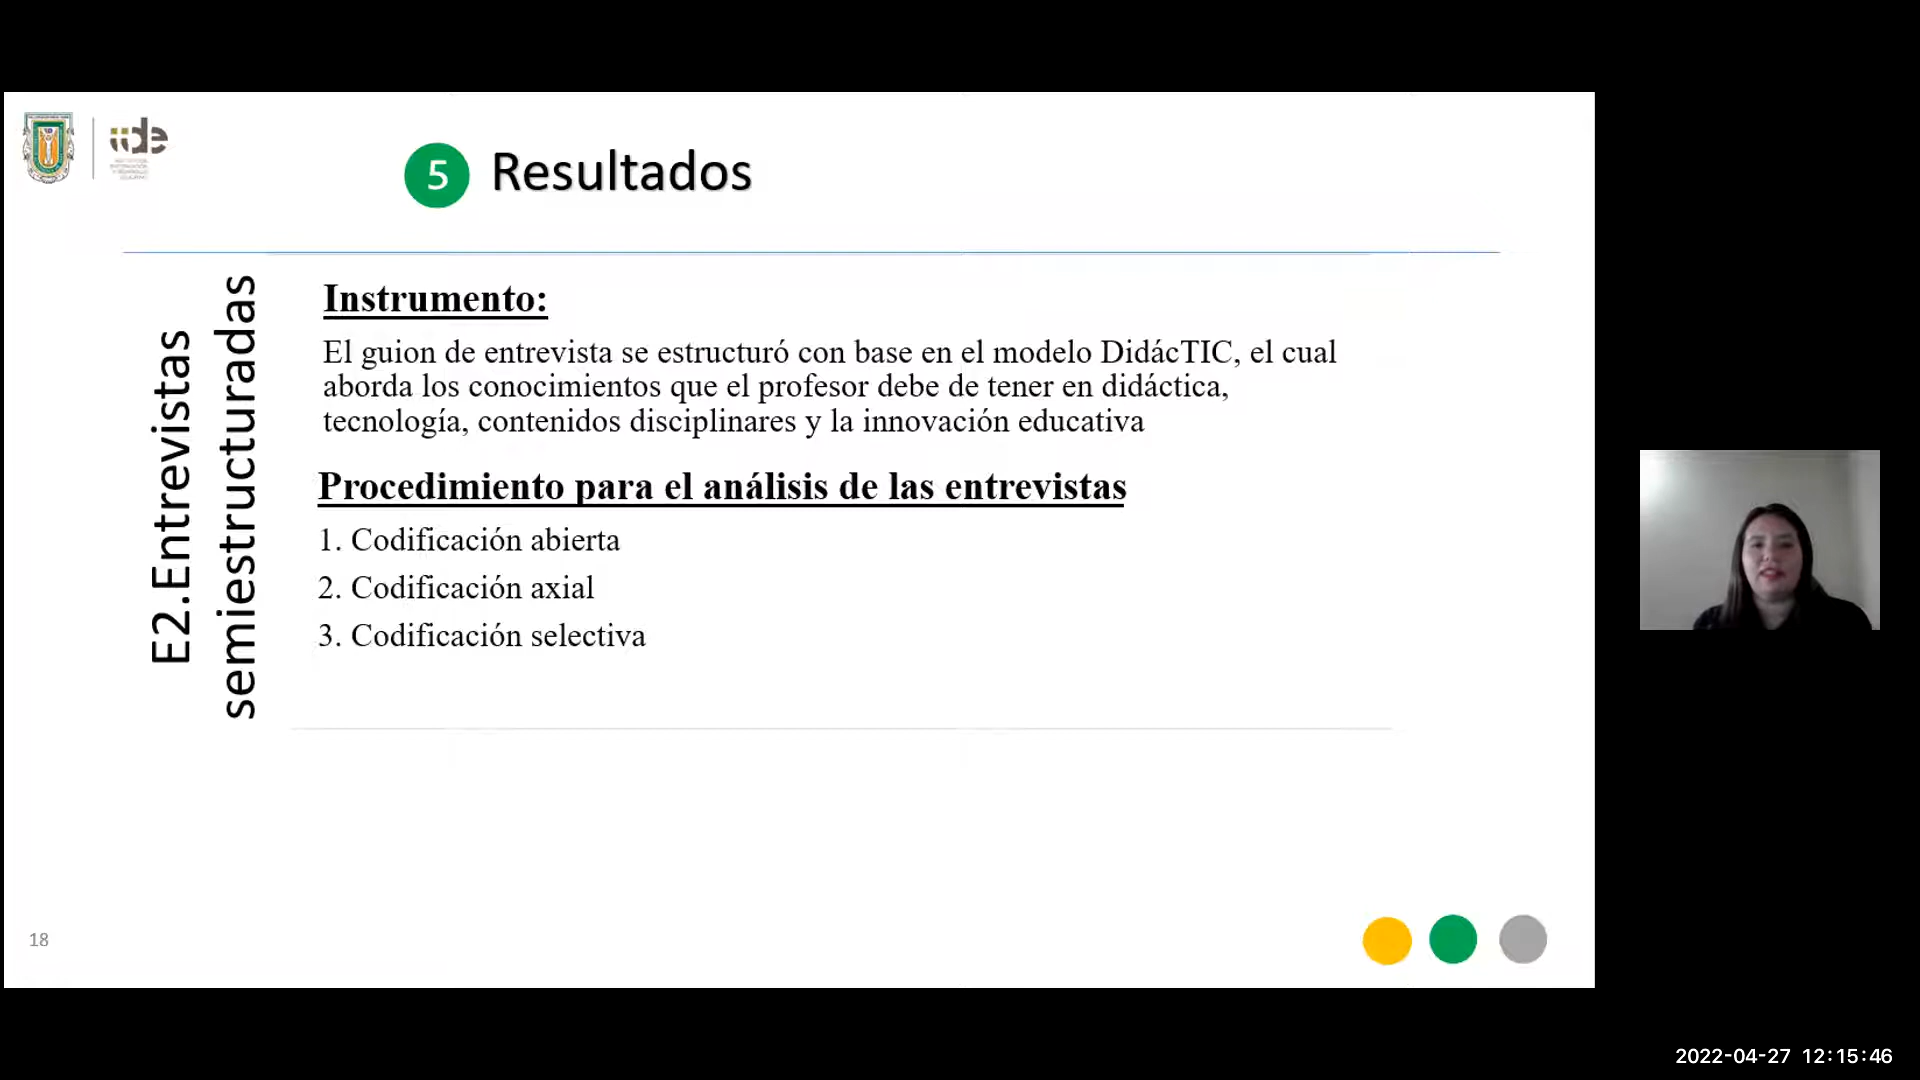 iide
5 Resultados
E2.Entrevistas
semiestructuradas
Instrumento:
El guion de entrevista se estructuró con base en el modelo DidácTIC, el cual
aborda los conocimientos que el profesor debe de tener en didáctica,
tecnología, contenidos disciplinares y la innovación educativa
Procedimiento para el análisis de las entrevistas
1. Codificación abierta
2. Codificación axial
3. Codificación selectiva
18
2022-04-27 12:15:46